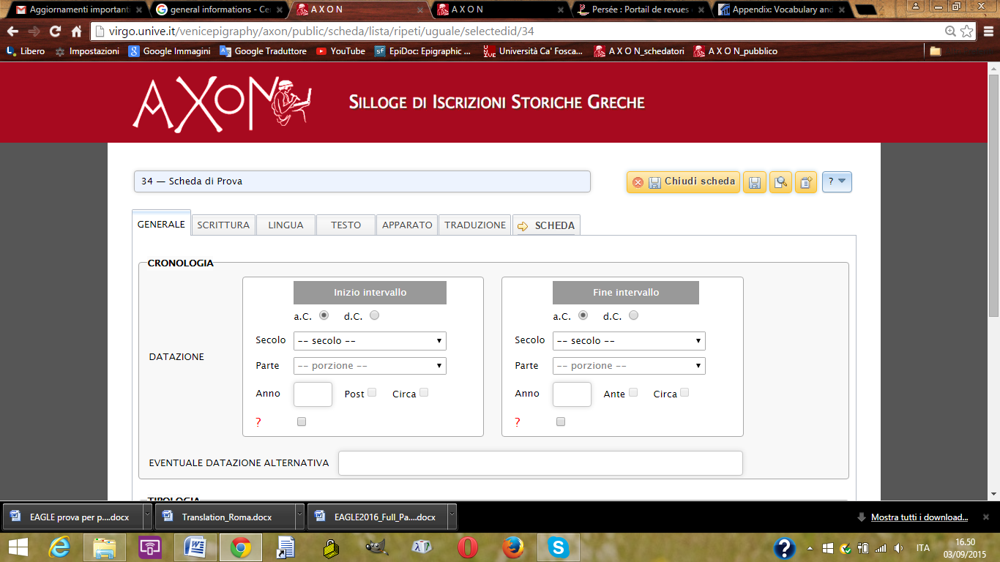 Aggiornamenti importanti
general informations - Ce
A X O N
A X O N
Persée : Portail de revues
Appendix: Vocabulary and
virgo.unive.it/venicepigraphy/axon/public/scheda/lista/ripeti/uguale/selectedid/34
Libero Impostazioni Google Immagini Google Traduttore YouTube EpiDoc: Epigraphic ... Università Ca' Fosca... A X O N_schedatori A X O N_pubblico
AXON
Silloge di Iscrizioni Storiche Greche
34 — Scheda di Prova
Chiudi scheda
?
GENERALE SCRITTURA LINGUA TESTO APPARATO TRADUZIONE SCHEDA
CRONOLOGIA
Inizio intervallo Fine intervallo
a.C. d.C. a.C. d.C.
Secolo -- secolo -- Secolo -- secolo --
DATAZIONE
Parte -- porzione -- Parte -- porzione --
Anno Post Circa Anno Ante Circa
? ?
EVENTUALE DATAZIONE ALTERNATIVA
TIPOLOGIA
EAGLE prova per p....docx Translation_Roma.docx EAGLE2016_Full_Pa....docx Mostra tutti i download...
ITA
16.50
03/09/2015